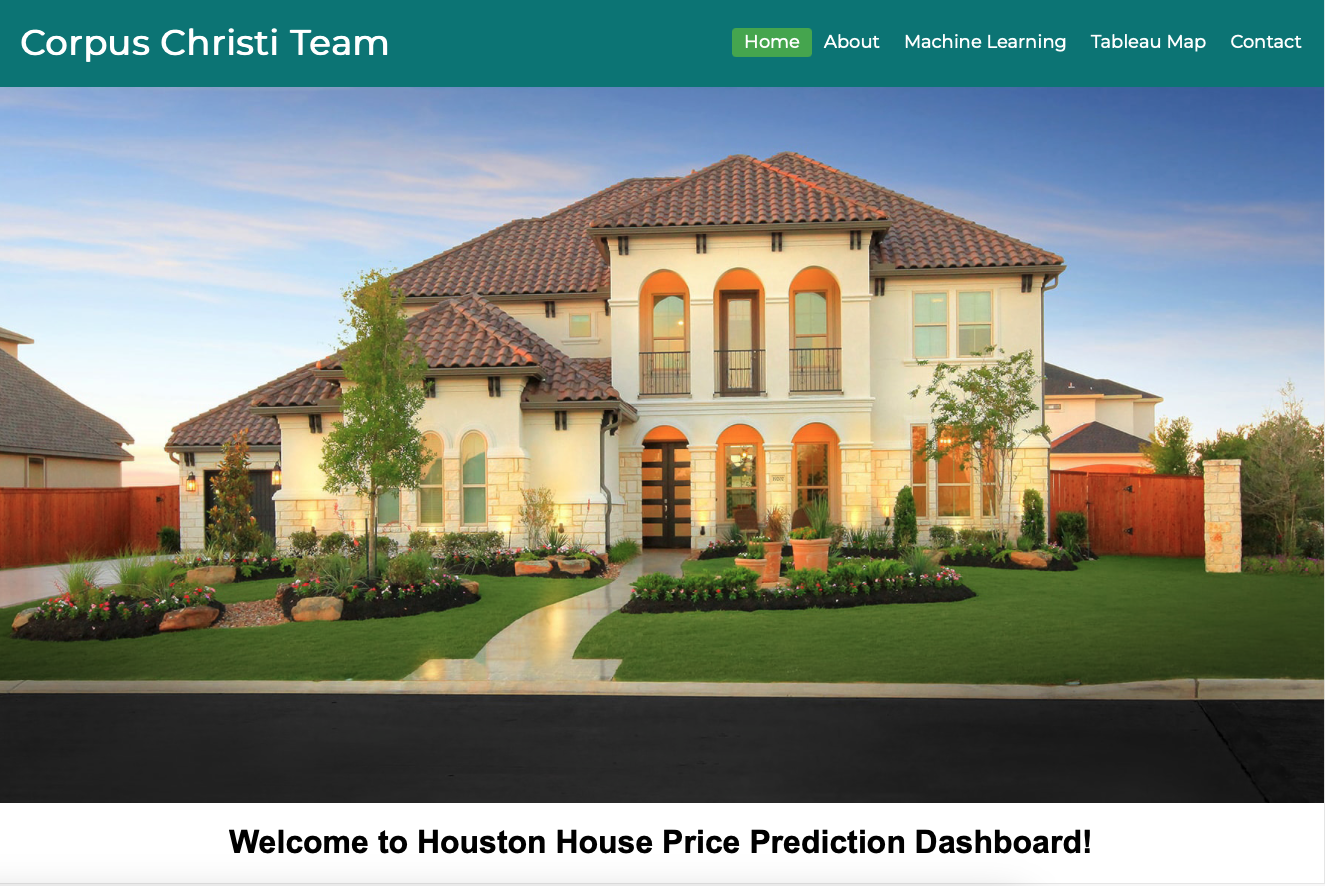 Corpus Christi Team
Home About Machine Learning Tableau Map Contact
Welcome to Houston House Price Prediction Dashboard!